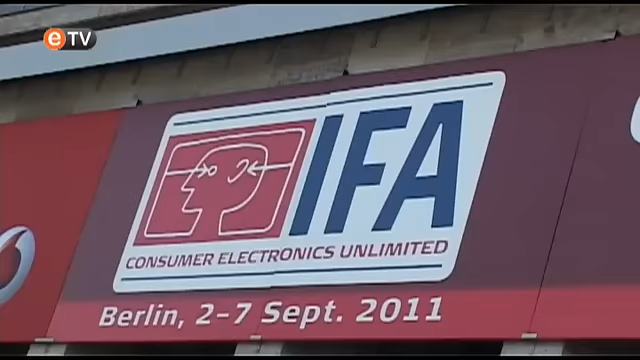 eTV
IFA
CONSUMER ELECTRONICS UNLIMITED
Berlin, 2-7 Sept. 2011